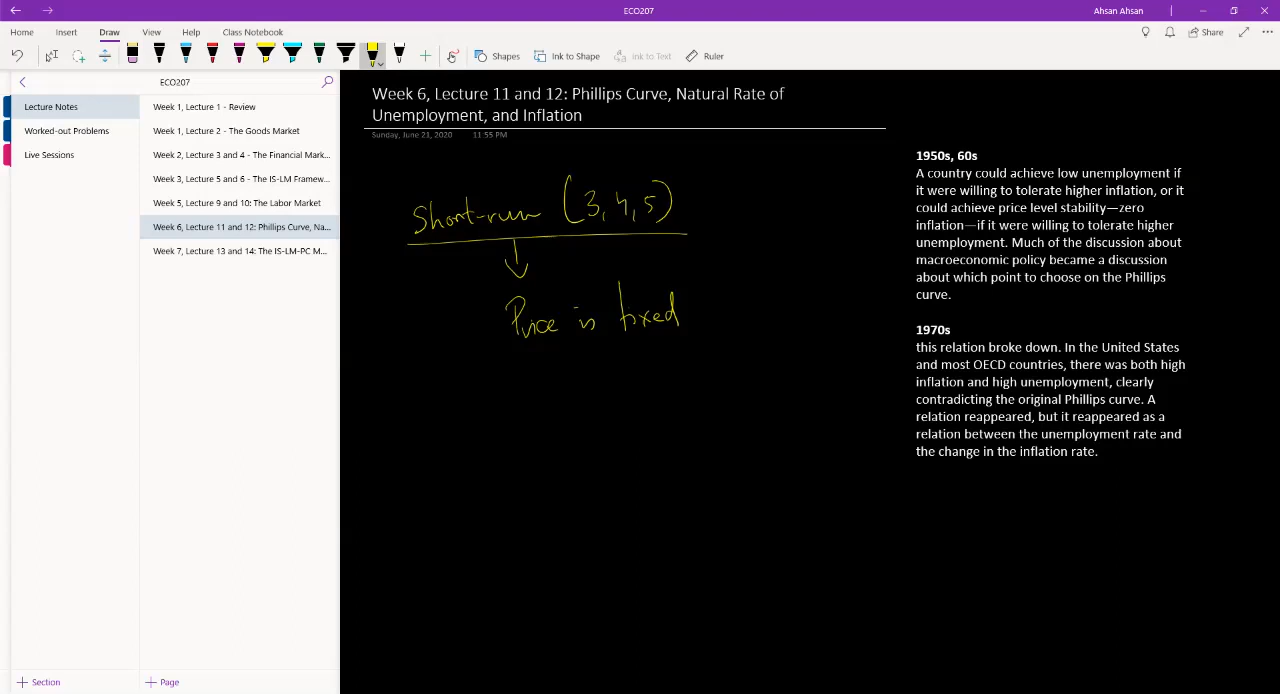 ECO207
Ahsan Ahsan
Home Insert Draw View Help Class Notebook
Share
Shapes Ink to Shape Ink to Text Ruler
ECO207
Lecture Notes
Worked-out Problems
Live Sessions
Week 1, Lecture 1 - Review
Week 1, Lecture 2 - The Goods Market
Week 2, Lecture 3 and 4 - The Financial Mark...
Week 3, Lecture 5 and 6 - The IS-LM Framew...
Week 5, Lecture 9 and 10: The Labor Market
Week 6, Lecture 11 and 12: Phillips Curve, Na...
Week 7, Lecture 13 and 14: The IS-LM-PC M...
Week 6, Lecture 11 and 12: Phillips Curve, Natural Rate of
Unemployment, and Inflation
Sunday, June 21, 2020 11:55 PM
Short-run (3, 4, 5)
Price is fixed
1950s, 60s
A country could achieve low unemployment if
it were willing to tolerate higher inflation, or it
could achieve price level stability—zero
inflation—if it were willing to tolerate higher
unemployment. Much of the discussion about
macroeconomic policy became a discussion
about which point to choose on the Phillips
curve.
1970s
this relation broke down. In the United States
and most OECD countries, there was both high
inflation and high unemployment, clearly
contradicting the original Phillips curve. A
relation reappeared, but it reappeared as a
relation between the unemployment rate and
the change in the inflation rate.
+ Section
+ Page